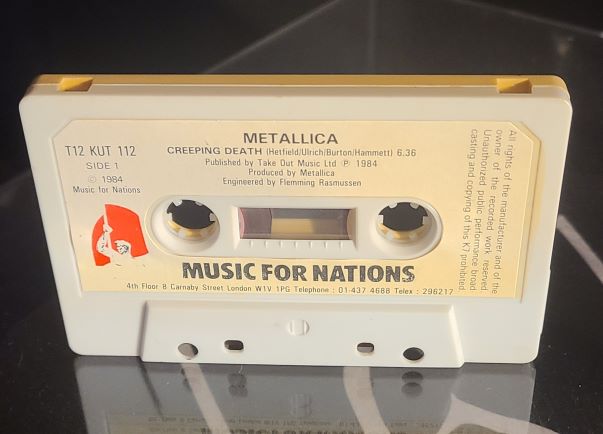 METALLICA
T12 KUT 112
CREEPING DEATH (Hetfield/Ulrich/Burton/Hammett) 6.36
SIDE 1
Published by Take Out Music Ltd ℗ 1984
© 1984
Produced by Metallica
Music for Nations
Engineered by Flemming Rasmussen
All rights of the manufacturer and of the
owner of the recorded work reserved
Unauthorized public performance broad
casting and copying of this K7 prohibited
MUSIC FOR NATIONS
4th Floor 8 Carnaby Street London W1V 1PG Telephone : 01-437 4688 Telex : 296217